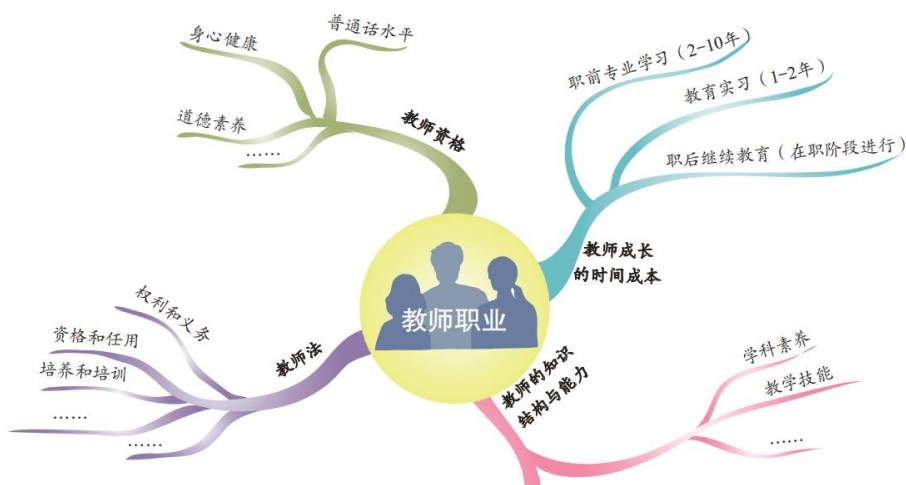 教师职业
教师资格
身心健康
普通话水平
道德素养
……
教师成长
的时间成本
职前专业学习（2-10年）
教育实习（1-2年）
职后继续教育（在职阶段进行）
教师法
权利和义务
资格和任用
培养和培训
……
……
教师的知识
结构与能力
学科素养
教学技能
……